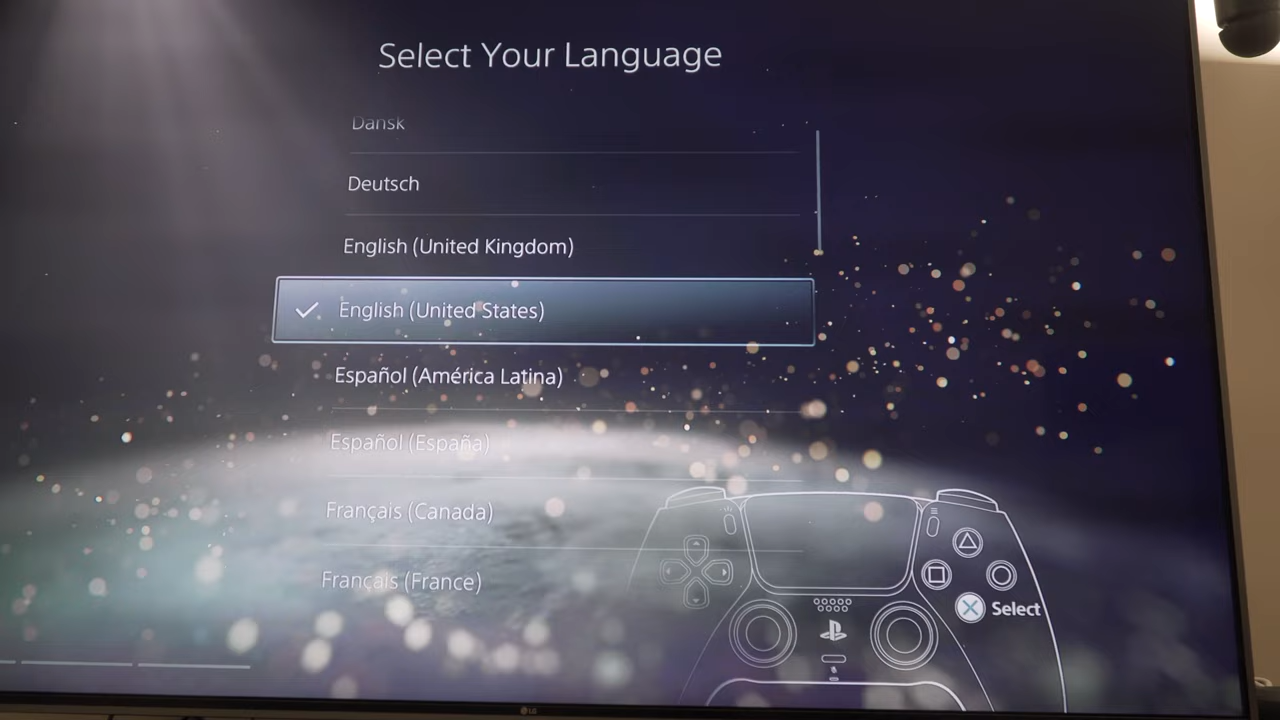 Select Your Language
Dansk
Deutsch
English (United Kingdom)
English (United States)
Español (América Latina)
Español (España)
Français (Canada)
Français (France)
Select
LG